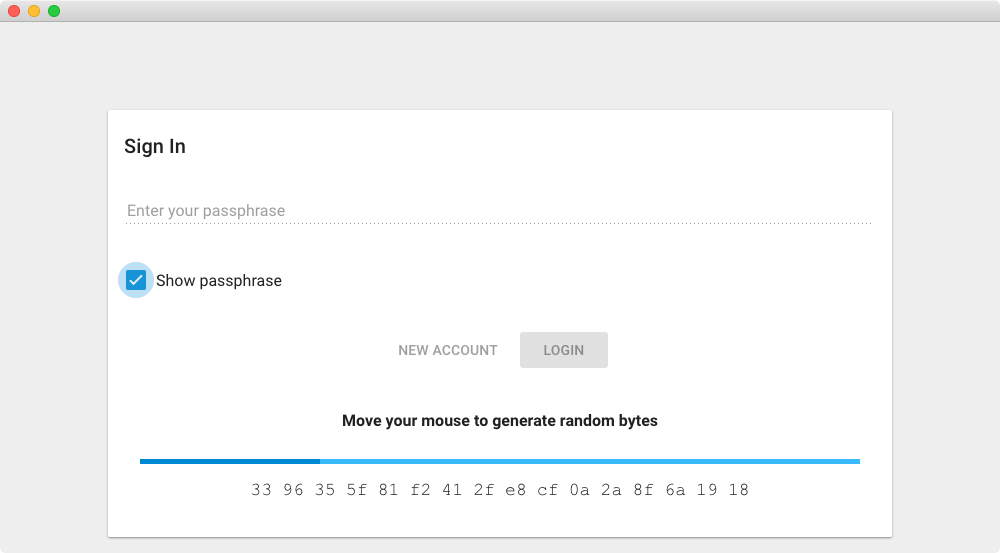 Sign In
Enter your passphrase
Show passphrase
NEW ACCOUNT LOGIN
Move your mouse to generate random bytes
33 96 35 5f 81 f2 41 2f e8 cf 0a 2a 8f 6a 19 18